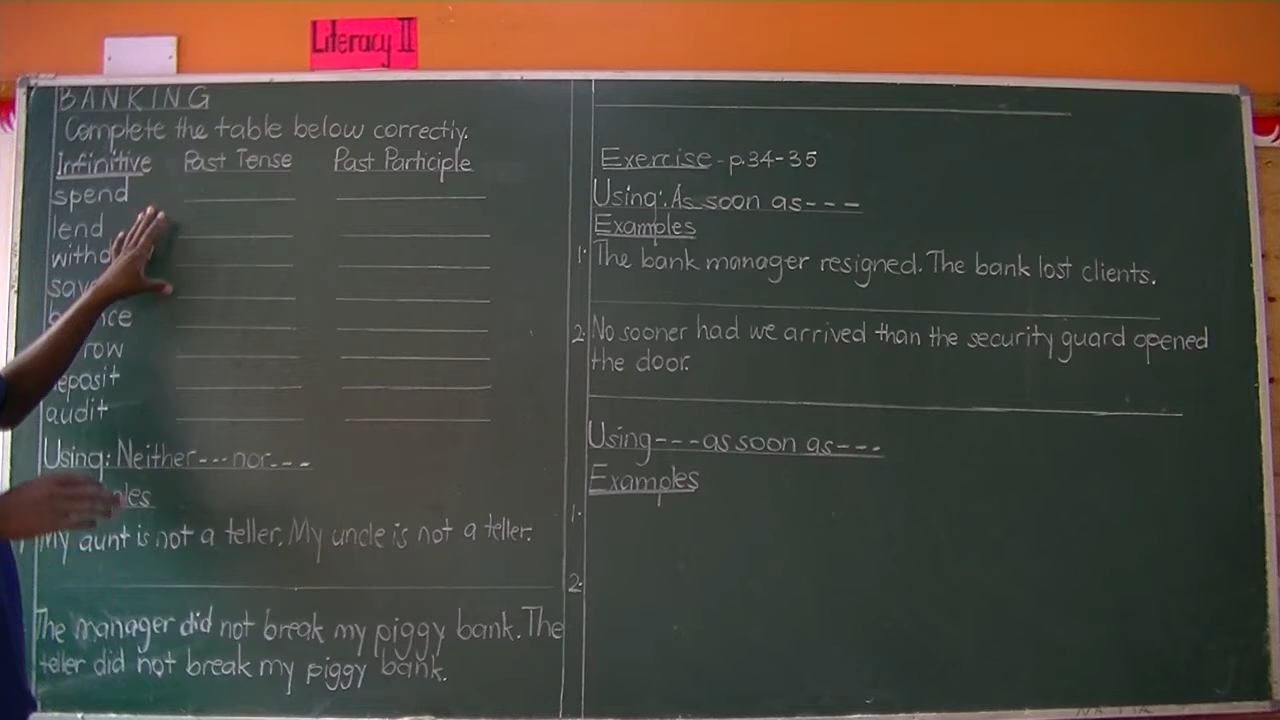 Literacy II
BANKING
Complete the table below correctly.
Infinitive Past Tense Past Participle
spend
lend
withd
save
row
deposit
audit
Using: Neither---nor---
My aunt is not a teller. My uncle is not a teller.
The manager did not break my piggy bank. The
teller did not break my piggy bank.
Exercise - p.34-35
Using: As soon as---
Examples
1. The bank manager resigned. The bank lost clients.
2. No sooner had we arrived than the security guard opened
the door.
Using---as soon as---
Examples
1.
2.